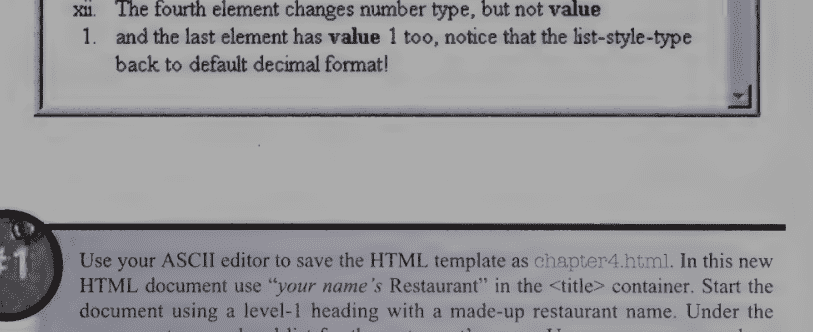 xii. The fourth element changes number type, but not value
1. and the last element has value 1 too, notice that the list-style-type
back to default decimal format!
#1
Use your ASCII editor to save the HTML template as chapter4.html. In this new
HTML document use “your name’s Restaurant” in the <title> container. Start the
document using a level-1 heading with a made-up restaurant name. Under the